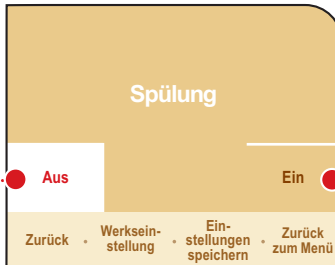 Spülung
Aus
Ein
Zurück · Werksein-
stellung · Ein-
stellungen
speichern · Zurück
zum Menü